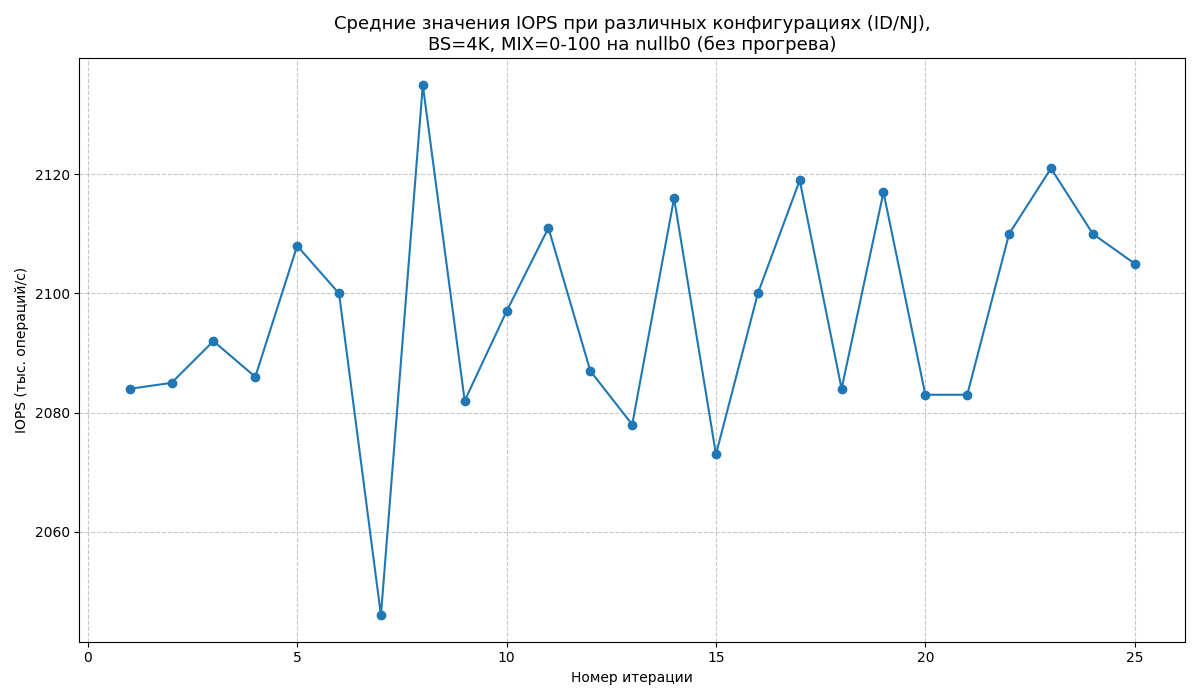 Средние значения IOPS при различных конфигурациях (ID/NJ),
BS=4K, MIX=0-100 на nullb0 (без прогрева)
IOPS (тыс. операций/с)
2120
2100
2080
2060
0 5 10 15 20 25
Номер итерации